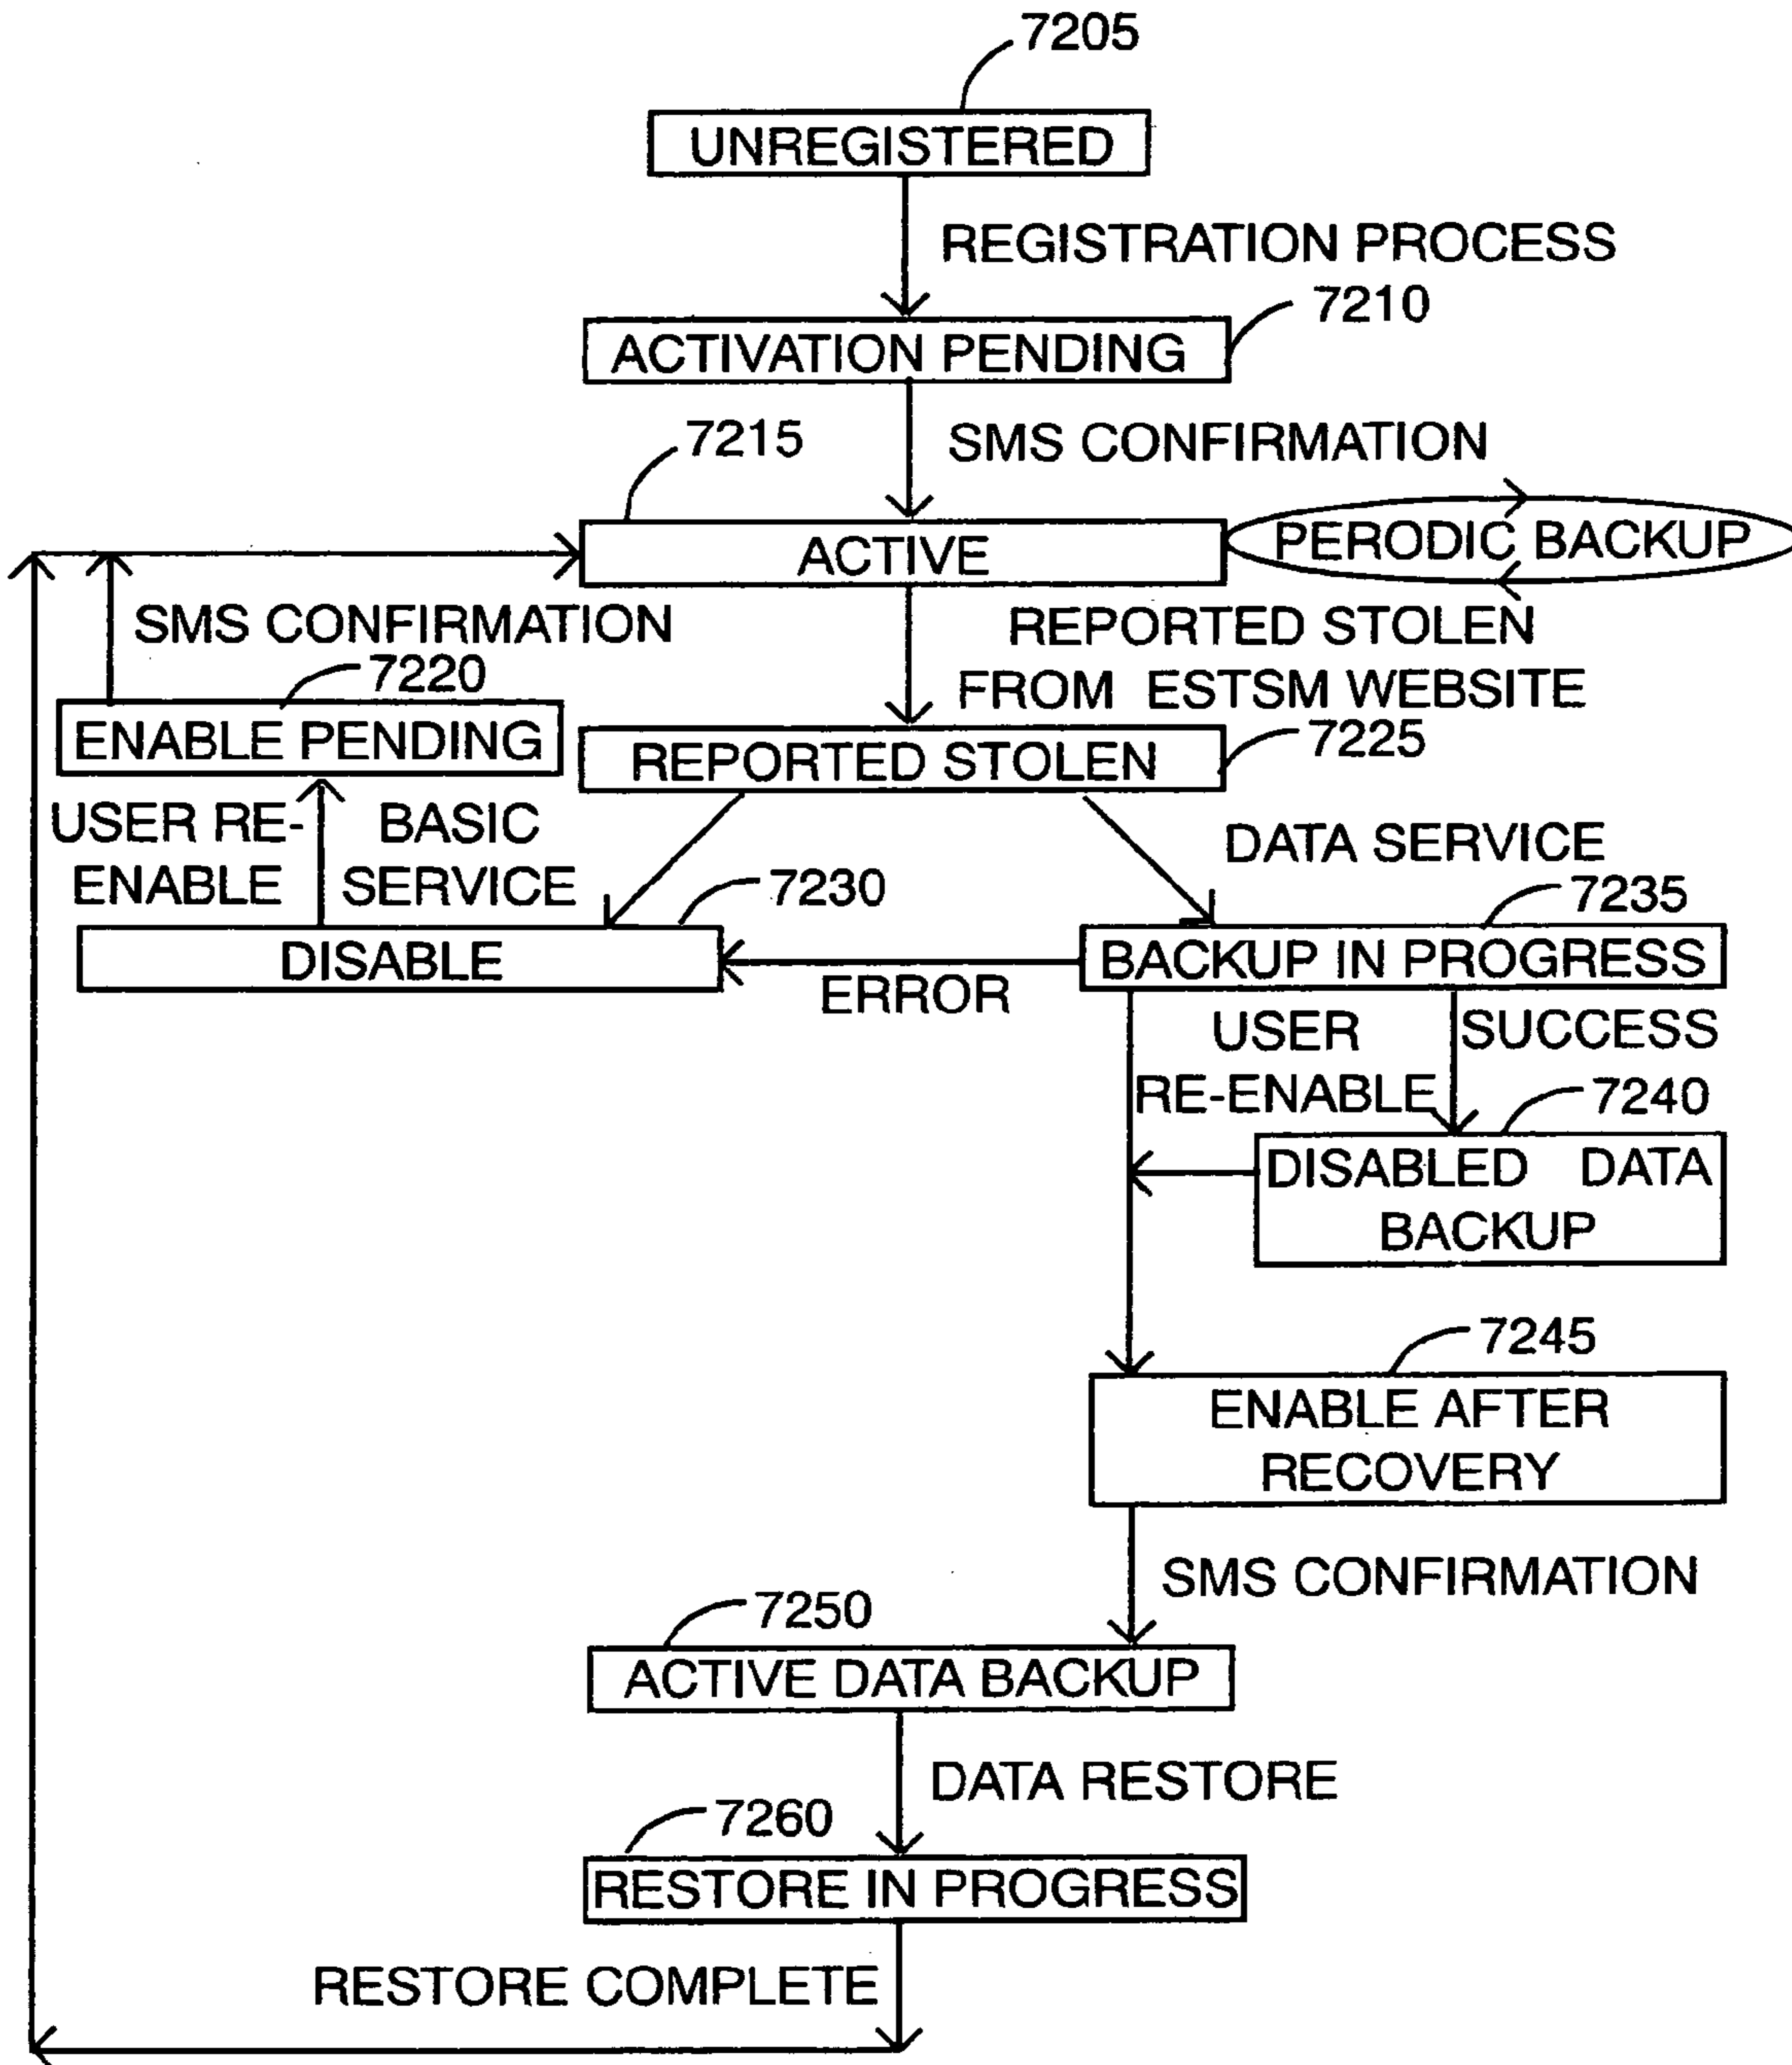 7205
UNREGISTERED
REGISTRATION PROCESS
7210
ACTIVATION PENDING
7215
SMS CONFIRMATION
ACTIVE
PERODIC BACKUP
SMS CONFIRMATION
REPORTED STOLEN
FROM ESTSM WEBSITE
7220
ENABLE PENDING
7225
REPORTED STOLEN
USER RE-
ENABLE
BASIC
SERVICE
DATA SERVICE
7230
7235
DISABLE
BACKUP IN PROGRESS
ERROR
USER
RE-ENABLE
SUCCESS
7240
DISABLED DATA
BACKUP
7245
ENABLE AFTER
RECOVERY
SMS CONFIRMATION
7250
ACTIVE DATA BACKUP
DATA RESTORE
7260
RESTORE IN PROGRESS
RESTORE COMPLETE